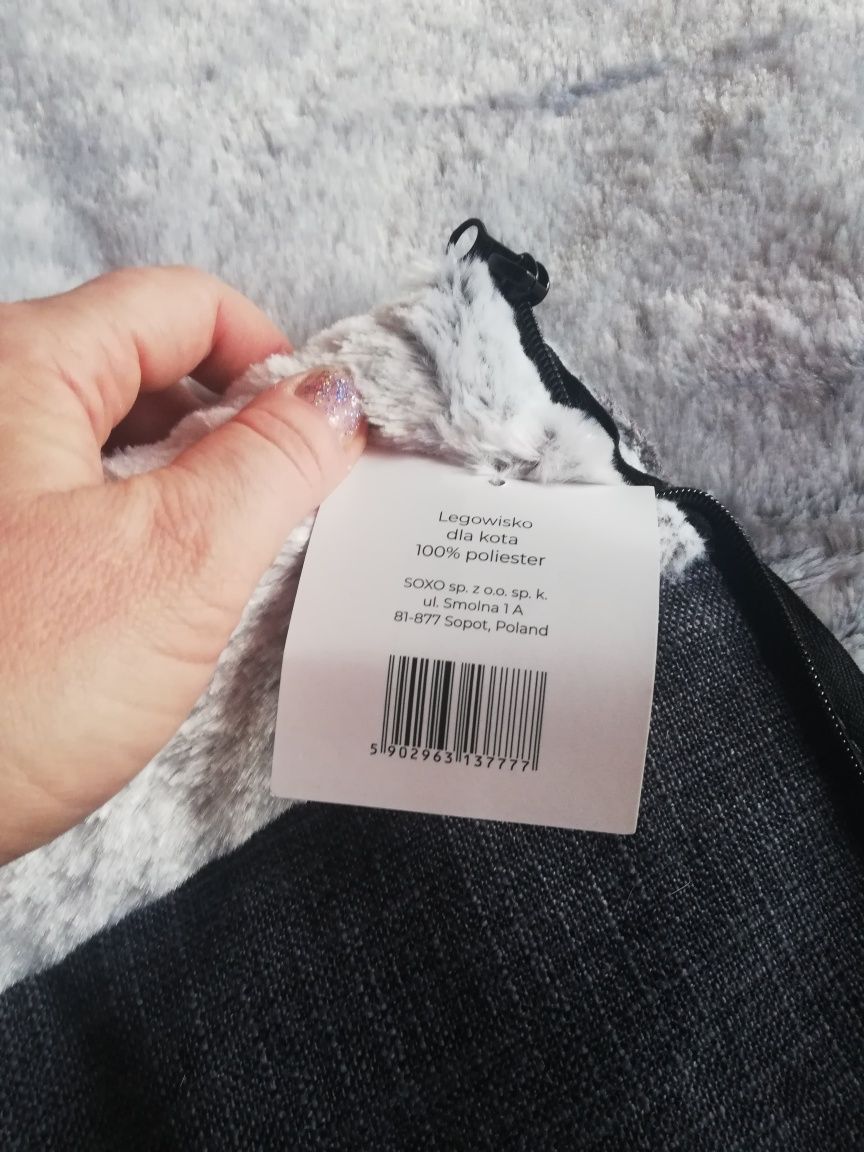 Legowisko
dla kota
100% poliester
SOXO sp. z o.o. sp. k.
ul. Smolna 1 A
81-877 Sopot, Poland
5 902963 137777